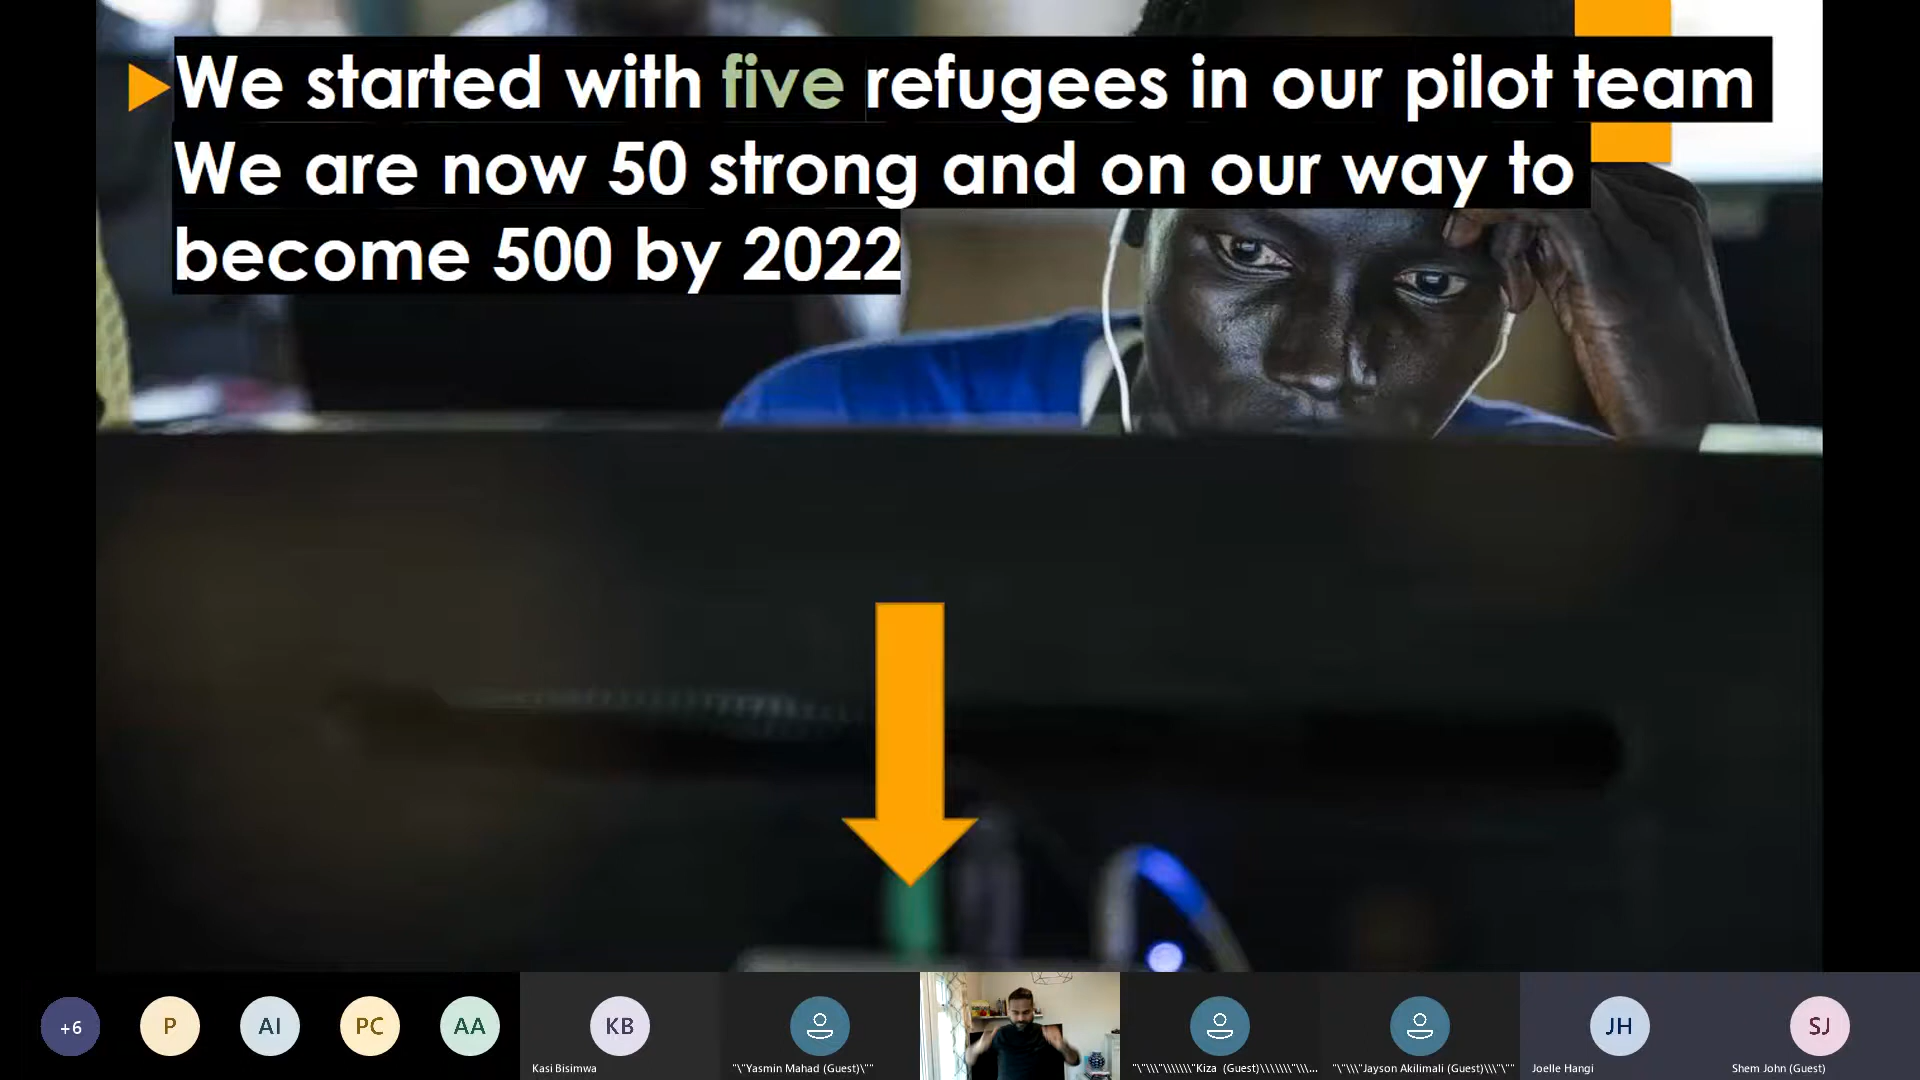 We started with five refugees in our pilot team
We are now 50 strong and on our way to
become 500 by 2022
+6
P
AI
PC
AA
KB
JH
SJ
Kasi Bisimwa
"\"Yasmin Mahad (Guest)\""
"\"\\\"\\\\\\\"Kiza  (Guest)\\\\\\\"\\...
"\"\\\"Jayson Akilimali (Guest)\\\"\""
Joelle Hangi
Shem John (Guest)